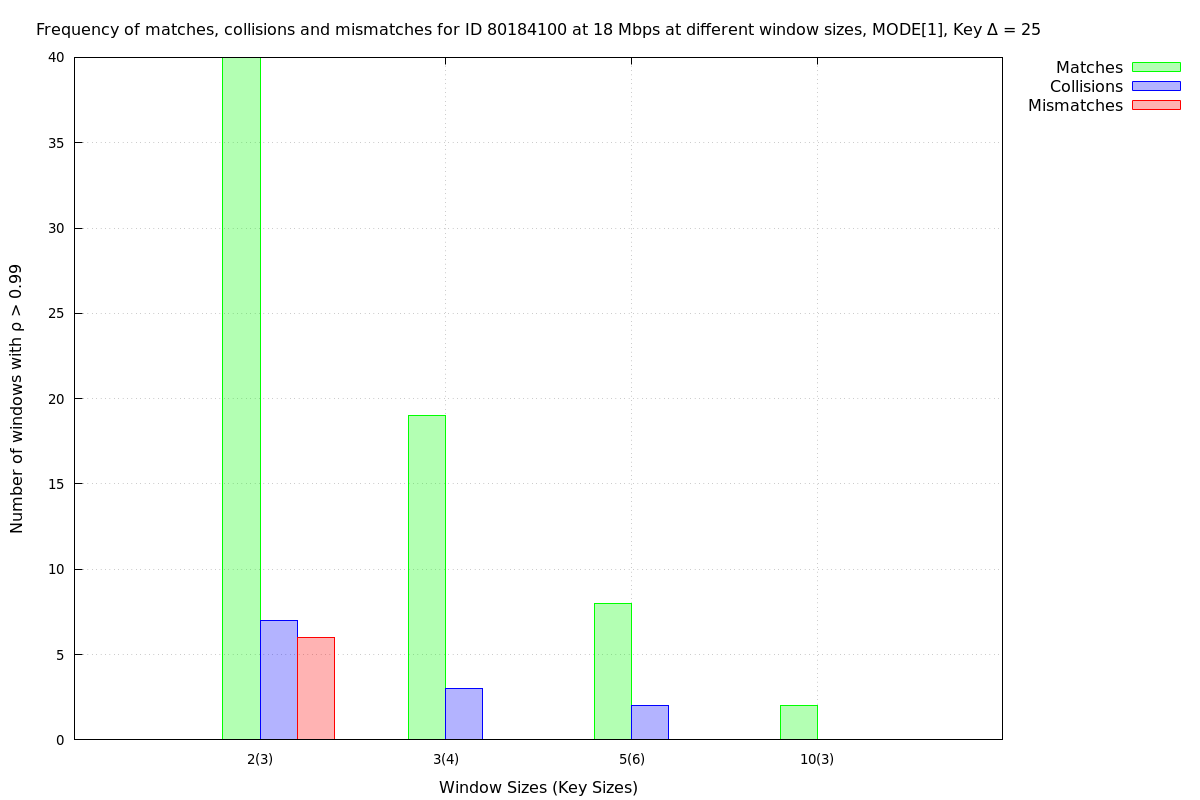 Frequency of matches, collisions and mismatches for ID 80184100 at 18 Mbps at different window sizes, MODE[1], Key Δ = 25
Matches
Collisions
Mismatches
Number of windows with ρ > 0.99
40
35
30
25
20
15
10
5
0
2(3) 3(4) 5(6) 10(3)
Window Sizes (Key Sizes)